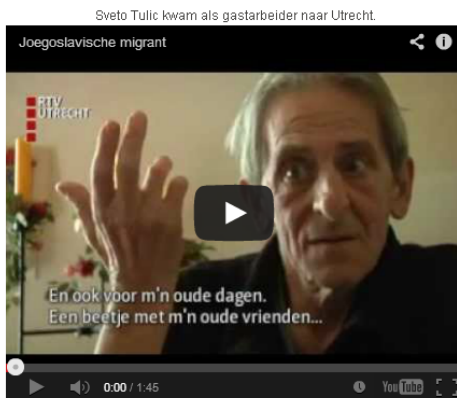 Sveto Tulic kwam als gastarbeider naar Utrecht.
Joegoslavische migrant
RTV
UTRECHT
En ook voor m'n oude dagen.
Een beetje met m'n oude vrienden...
0:00 / 1:45
YouTube